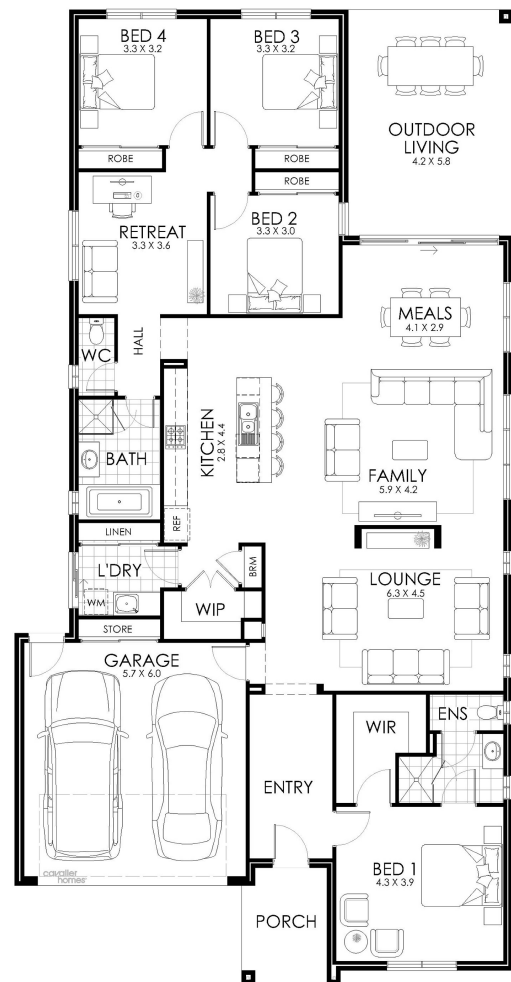 BED 4
3.3 X 3.2
BED 3
3.3 X 3.2
OUTDOOR
LIVING
4.2 X 5.8
ROBE
ROBE
ROBE
RETREAT
3.3 X 3.6
BED 2
3.3 X 3.0
MEALS
4.1 X 2.9
WC
HALL
KITCHEN
2.8 X 4.4
BATH
FAMILY
5.9 X 4.2
REF
LINEN
L'DRY
BRM
LOUNGE
6.3 X 4.5
WM
WIP
STORE
GARAGE
5.7 X 6.0
WIR
ENS
ENTRY
BED 1
4.3 X 3.9
cavalier
homes
PORCH